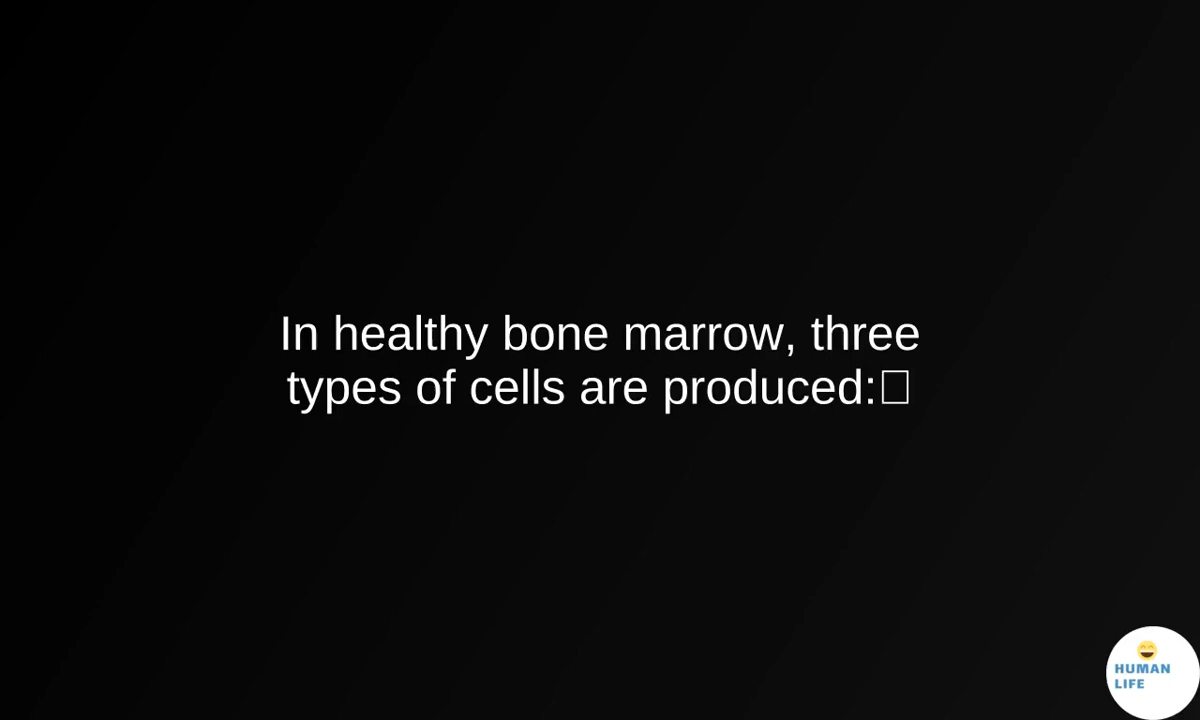 In healthy bone marrow, three
types of cells are produced:□
HUMAN
LIFE